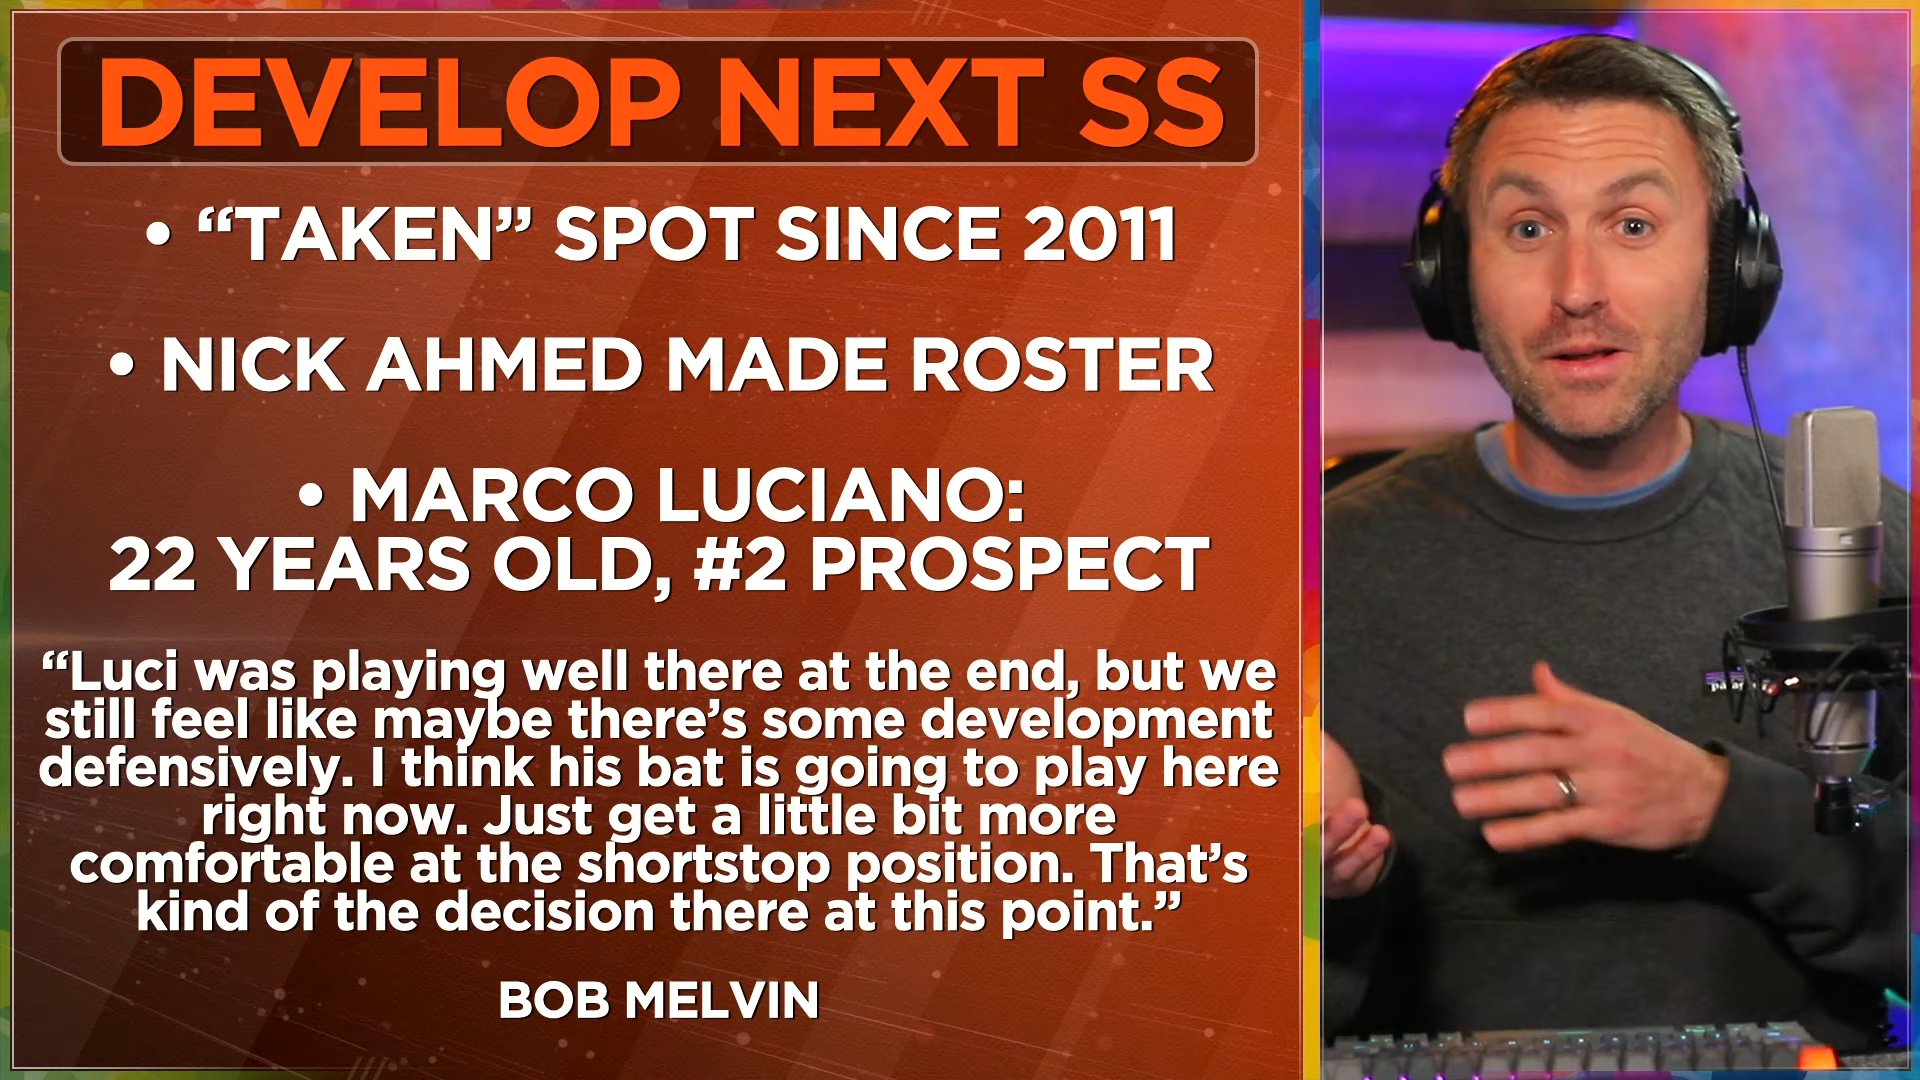 DEVELOP NEXT SS
• “TAKEN” SPOT SINCE 2011
• NICK AHMED MADE ROSTER
• MARCO LUCIANO:
22 YEARS OLD, #2 PROSPECT
“Luci was playing well there at the end, but we
still feel like maybe there’s some development
defensively. I think his bat is going to play here
right now. Just get a little bit more
comfortable at the shortstop position. That’s
kind of the decision there at this point.”
BOB MELVIN